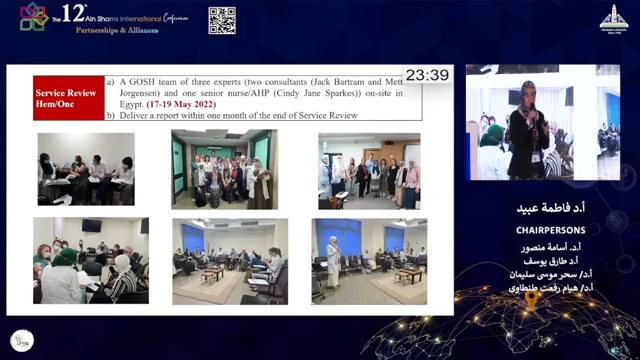 The 12th Ain Shams International Conference
Partnerships & Alliances
Service Review
Hem/Onc
a) A GOSH team of three experts (two consultants (Jack Bartram and Mett
Jorgensen) and one senior nurse/AHP (Cindy Jane Sparkes)) on-site in
Egypt. (17-19 May 2022)
b) Deliver a report within one month of the end of Service Review
23:39
أ.د فاطمة عبيد
CHAIRPERSONS
أ.د. أسامة منصور
أ.د طارق يوسف
أ.د/ سحر موسى سليمان
أ.د/ هيام رفعت طنطاوى